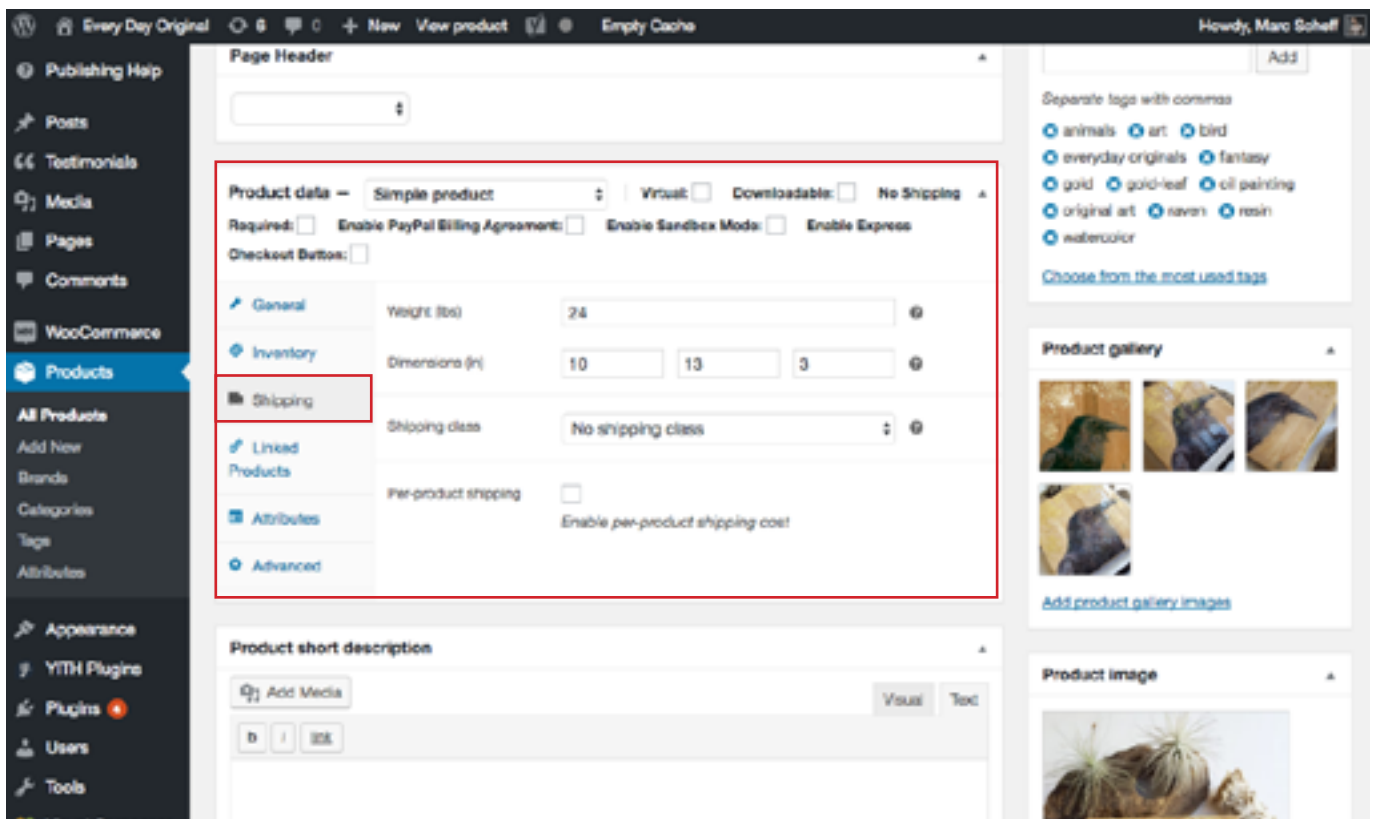 Every Day Original 6 0 New View product Empty Cache Howdy, Marc Scheff
Publishing Help
Posts
Testimonials
Media
Pages
Comments
WooCommerce
Products
All Products
Add New
Brands
Categories
Tags
Attributes
Appearance
YITH Plugins
Plugins 4
Users
Tools
Page Header
Product data — Simple product Virtual: Downloadable: No Shipping
Required: Enable PayPal Billing Agreement: Enable Sandbox Mode: Enable Express
Checkout Button:
General
Inventory
Shipping
Linked
Products
Attributes
Advanced
Weight (lbs) 24
Dimensions (in) 10 13 3
Shipping class No shipping class
Per-product shipping
Enable per-product shipping cost
Product short description
Add Media
Visual Text
b i link
Add
Separate tags with commas
animals art bird
everyday originals fantasy
gold gold-leaf oil painting
original art raven resin
watercolor
Choose from the most used tags
Product gallery
Add product gallery images
Product image